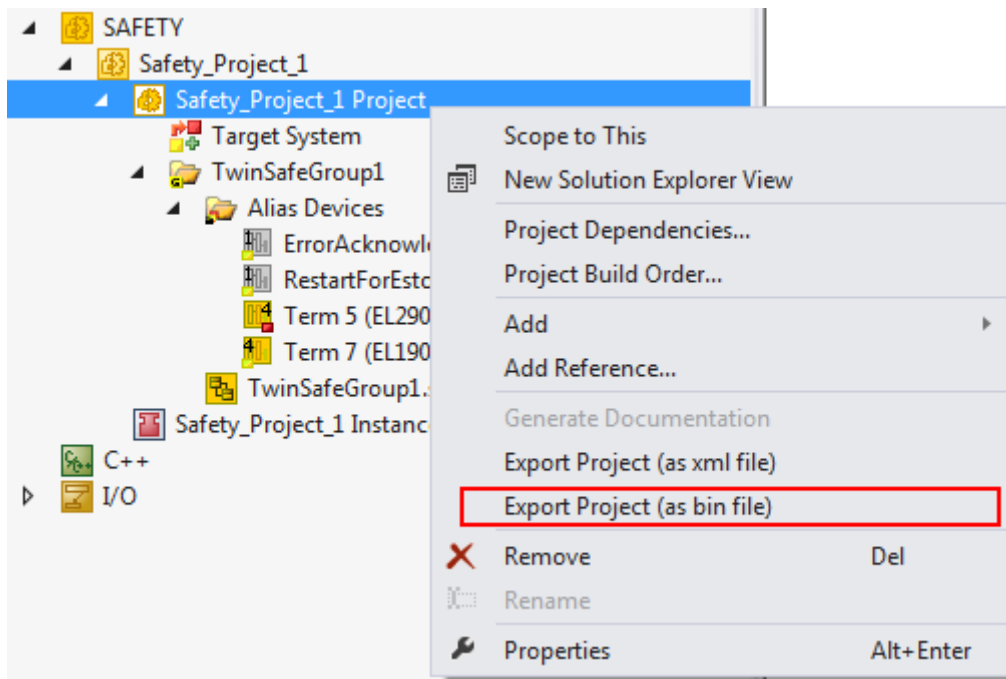 SAFETY
Safety_Project_1
Safety_Project_1 Project
Target System
TwinSafeGroup1
Alias Devices
ErrorAcknowl
RestartForEsto
Term 5 (EL290
Term 7 (EL190
TwinSafeGroup1.
Safety_Project_1 Instanc
C++
I/O
Scope to This
New Solution Explorer View
Project Dependencies...
Project Build Order...
Add
Add Reference...
Generate Documentation
Export Project (as xml file)
Export Project (as bin file)
Remove Del
Rename
Properties Alt+Enter